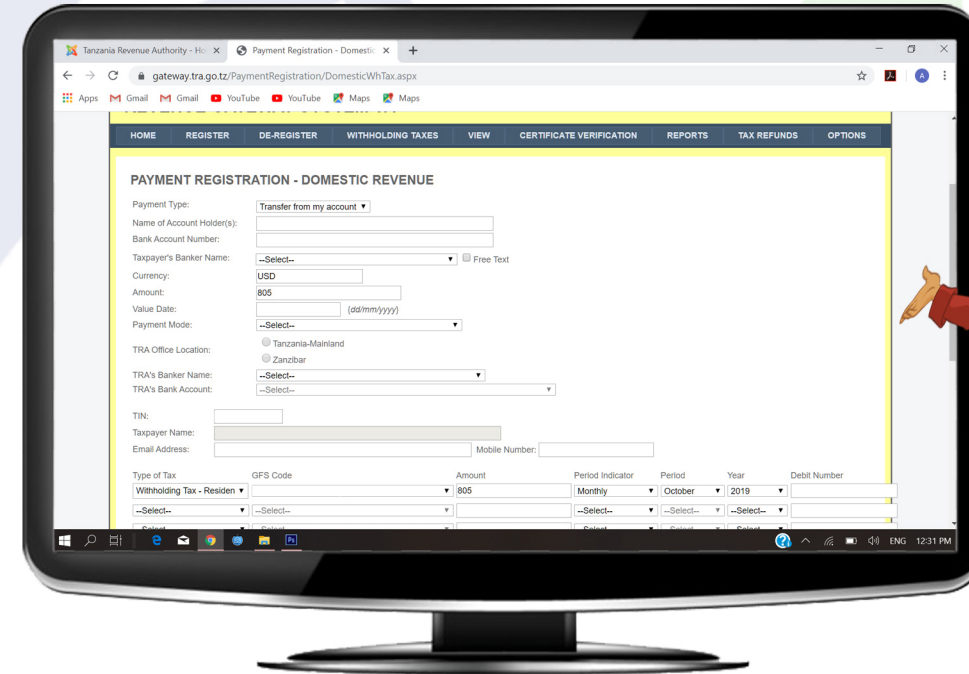 Tanzania Revenue Authority - Ho
Payment Registration - Domestic
gateway.tra.go.tz/PaymentRegistration/DomesticWhTax.aspx
Apps Gmail Gmail YouTube YouTube Maps Maps
HOME REGISTER DE-REGISTER WITHHOLDING TAXES VIEW CERTIFICATE VERIFICATION REPORTS TAX REFUNDS OPTIONS
PAYMENT REGISTRATION - DOMESTIC REVENUE
Payment Type: Transfer from my account
Name of Account Holder(s):
Bank Account Number:
Taxpayer's Banker Name: --Select-- Free Text
Currency: USD
Amount: 805
Value Date: (dd/mm/yyyy)
Payment Mode: --Select--
TRA Office Location: Tanzania-Mainland
Zanzibar
TRA's Banker Name: --Select--
TRA's Bank Account: --Select--
TIN:
Taxpayer Name:
Email Address: Mobile Number:
Type of Tax GFS Code Amount Period Indicator Period Year Debit Number
Withholding Tax - Residen 805 Monthly October 2019
--Select-- --Select-- --Select-- --Select-- --Select--
ENG 12:31 PM